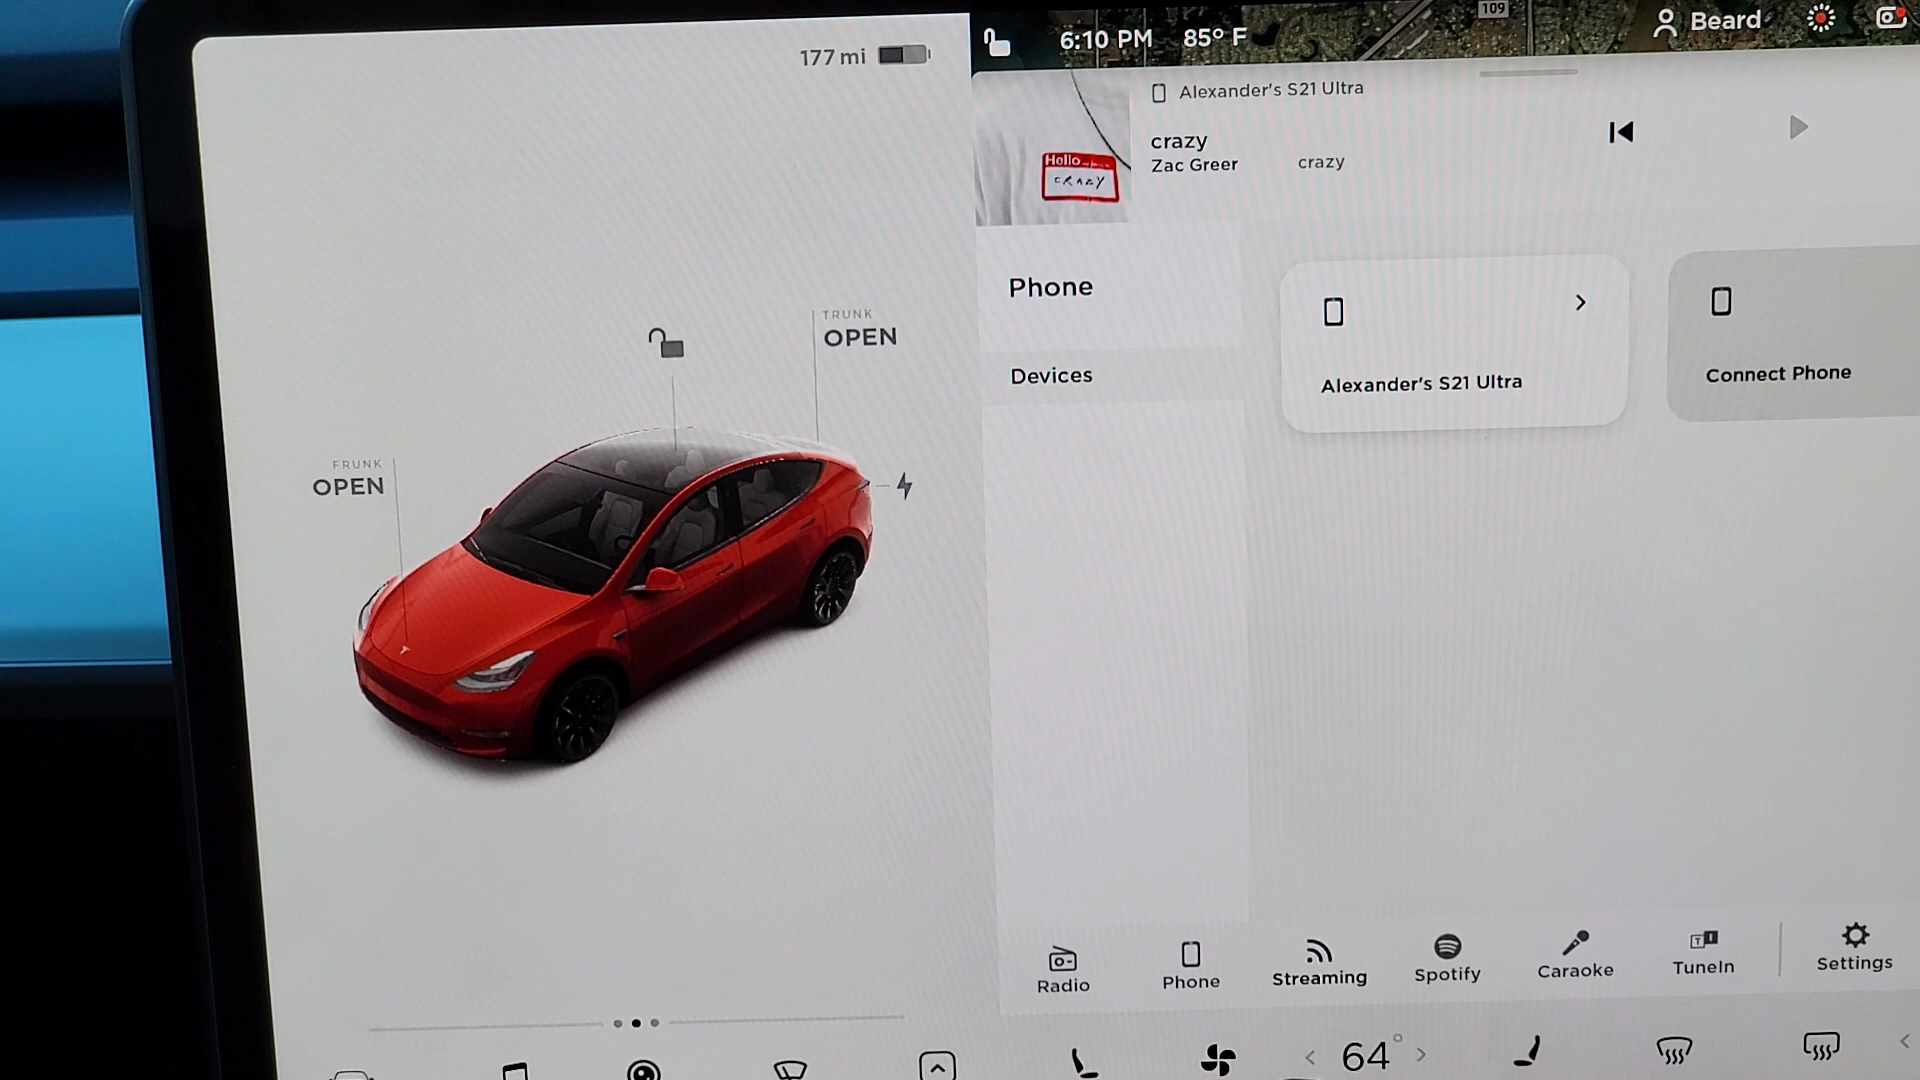 177 mi
6:10 PM
85° F
109
Beard
Alexander's S21 Ultra
crazy
Zac Greer
crazy
Hello
CRAZY
Phone
Devices
Alexander's S21 Ultra
Connect Phone
TRUNK
OPEN
FRUNK
OPEN
Radio
Phone
Streaming
Spotify
Caraoke
TuneIn
Settings
64°